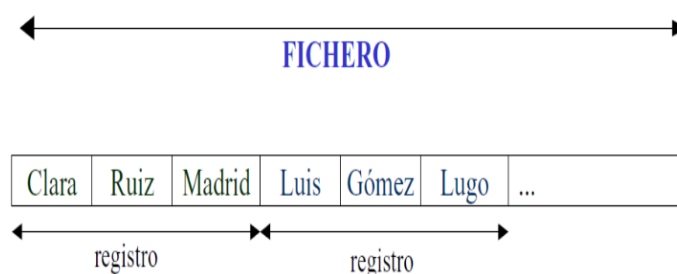 FICHERO
Clara Ruiz Madrid Luis Gómez Lugo ...
registro registro